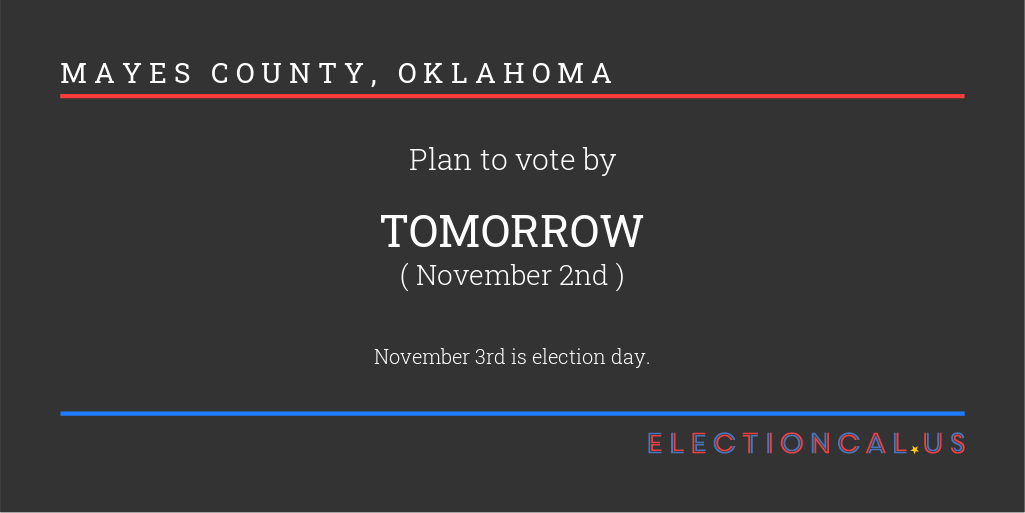 MAYES COUNTY, OKLAHOMA
Plan to vote by
TOMORROW
( November 2nd )
November 3rd is election day.
ELECTIONCAL.US